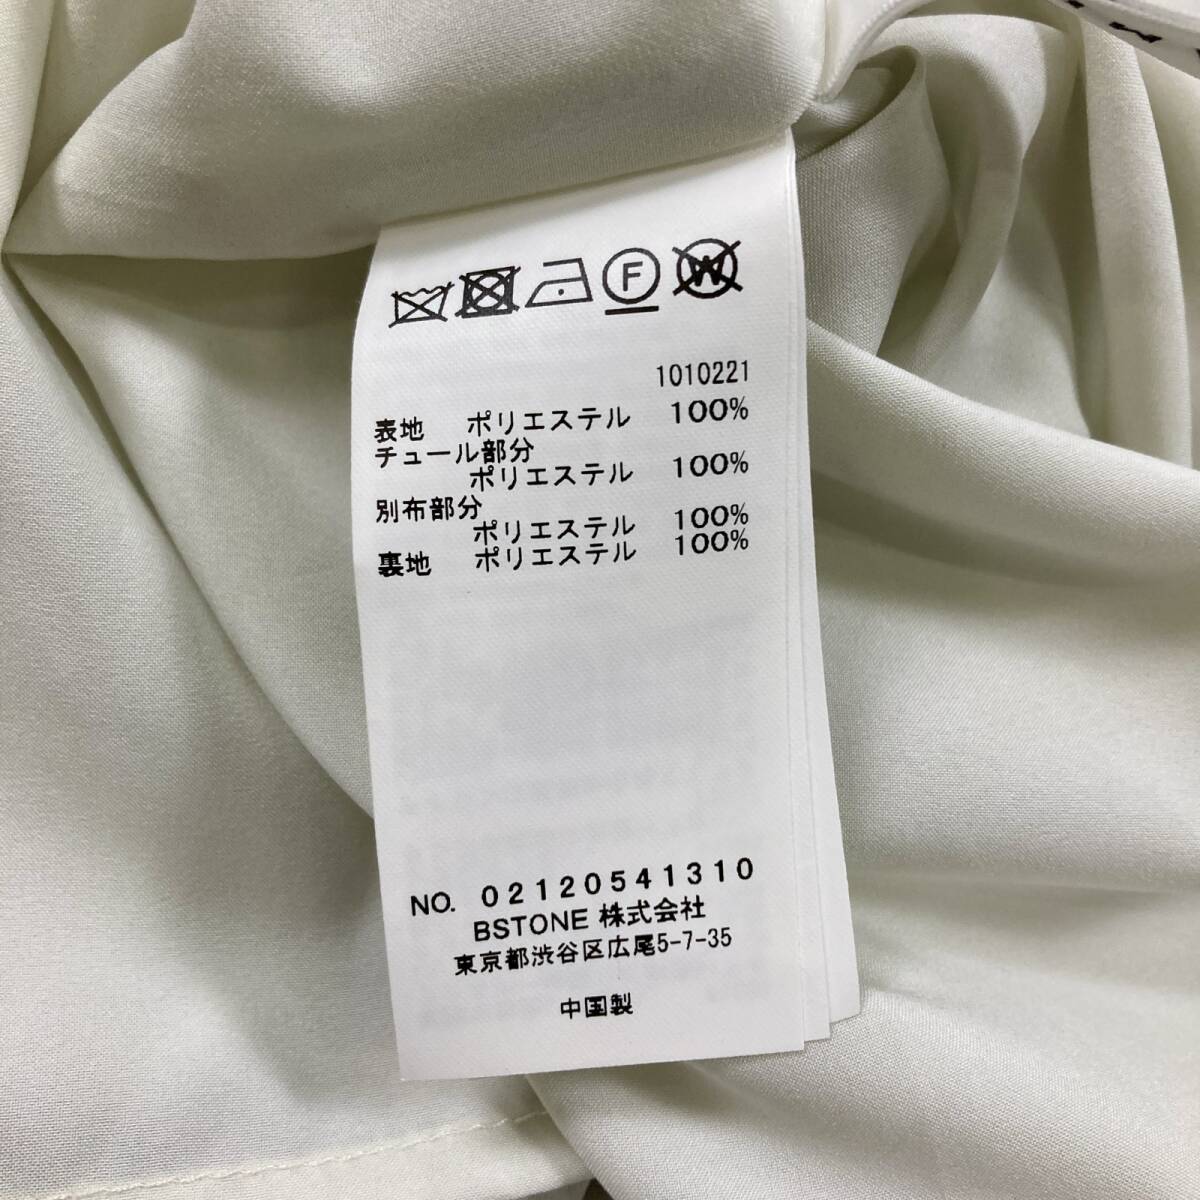 F W
1010221
表地 ポリエステル 100%
チュール部分
ポリエステル 100%
別布部分
ポリエステル 100%
裏地 ポリエステル 100%
NO. 02120541310
BSTONE 株式会社
東京都渋谷区広尾5-7-35
中国製